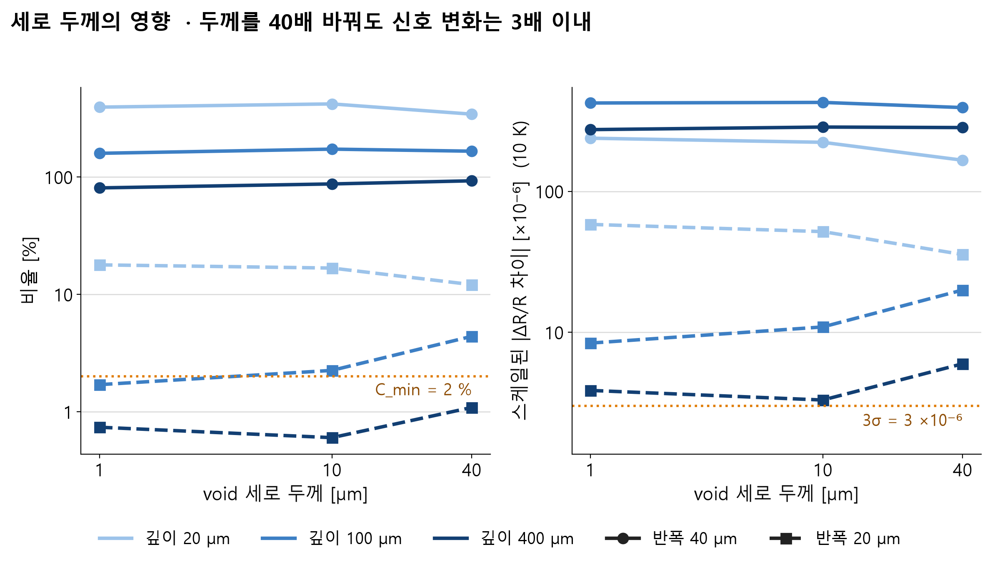 세로 두께의 영향 · 두께를 40배 바꿔도 신호 변화는 3배 이내
비율 [%]
100
10
1
C_min = 2 %
1
10
40
void 세로 두께 [µm]
스케일된 |ΔR/R 차이| [×10⁻⁶] (10 K)
100
10
3σ = 3 ×10⁻⁶
1
10
40
void 세로 두께 [µm]
깊이 20 µm
깊이 100 µm
깊이 400 µm
반폭 40 µm
반폭 20 µm